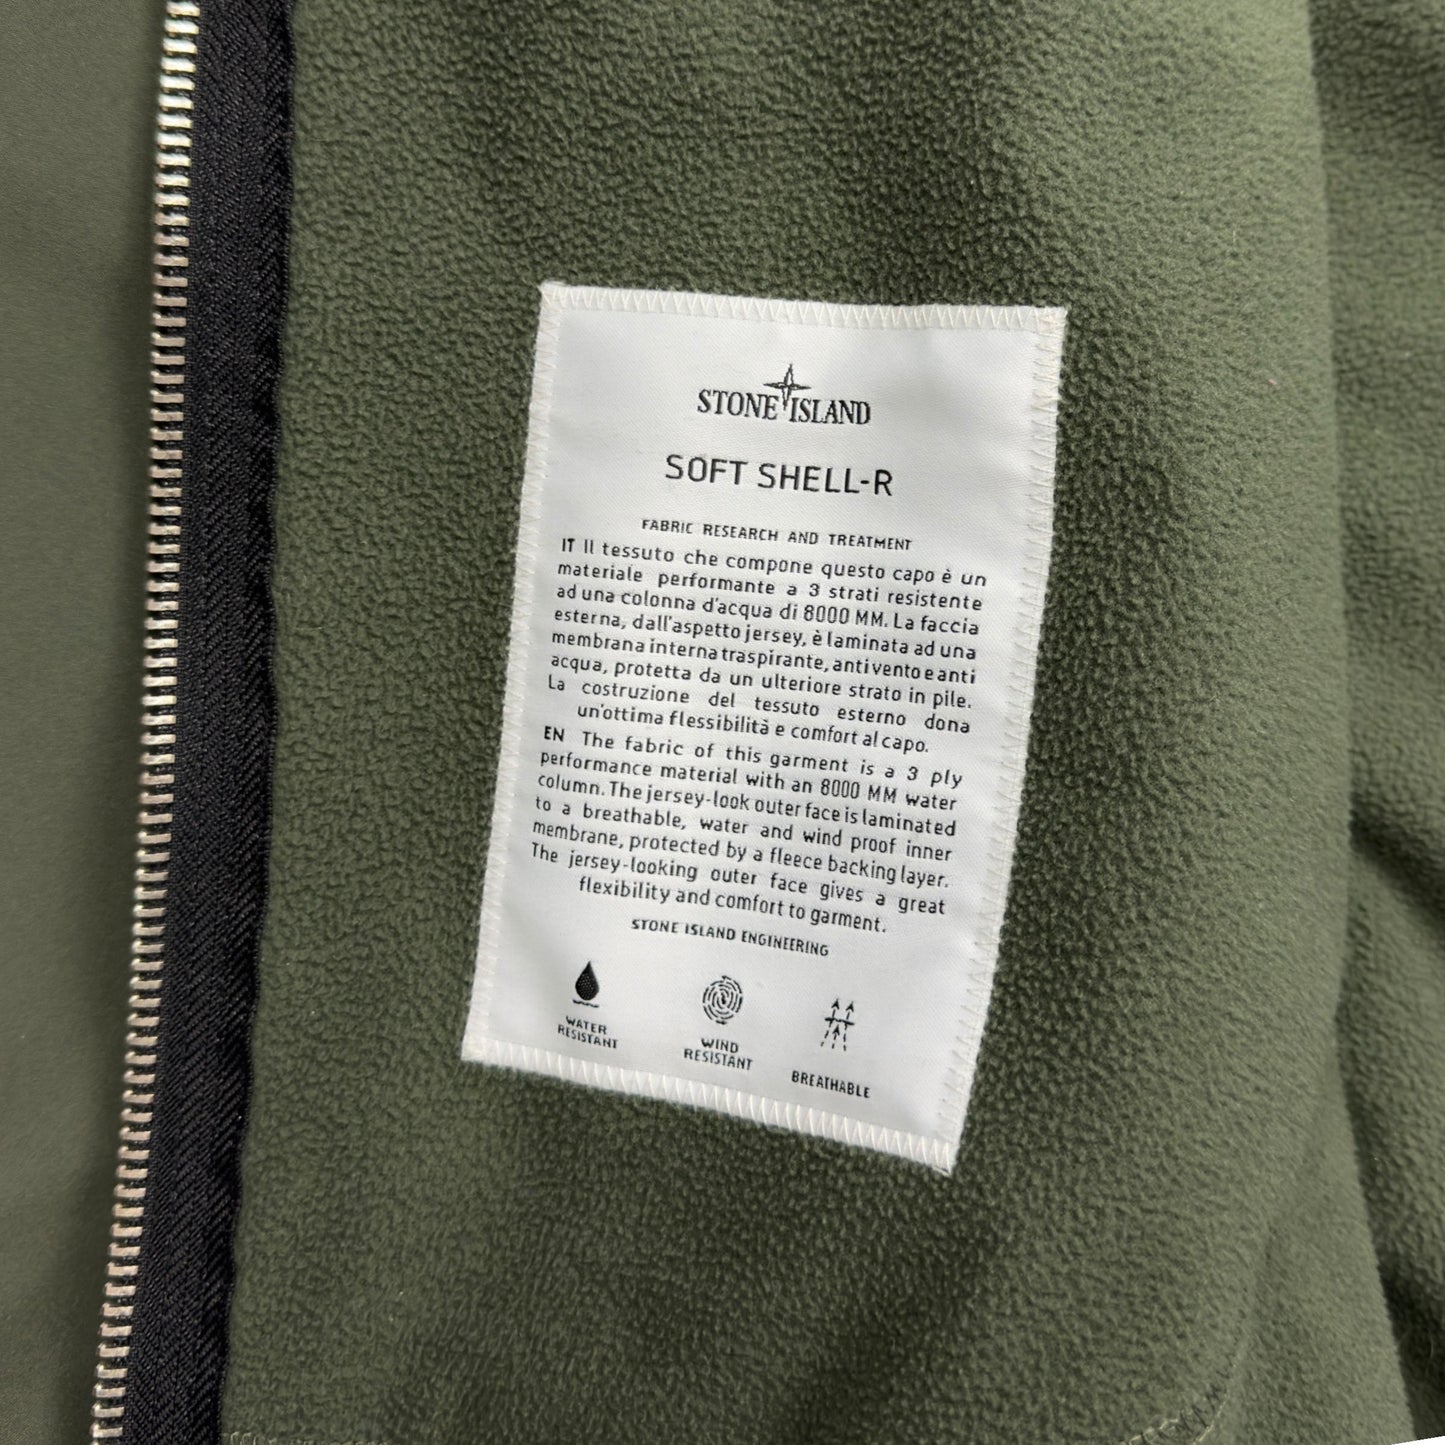 STONE ISLAND
SOFT SHELL-R
FABRIC RESEARCH AND TREATMENT
IT Il tessuto che compone questo capo è un
materiale performante a 3 strati resistente
ad una colonna d'acqua di 8000 MM. La faccia
esterna, dall'aspetto jersey, è laminata ad una
membrana interna traspirante, antivento e anti
acqua, protetta da un ulteriore strato in pile.
La costruzione del tessuto esterno dona
un'ottima flessibilità e comfort al capo.
EN The fabric of this garment is a 3 ply
performance material with an 8000 MM water
column. The jersey-look outer face is laminated
to a breathable, water and wind proof inner
membrane, protected by a fleece backing layer.
The jersey-looking outer face gives a great
flexibility and comfort to garment.
STONE ISLAND ENGINEERING
WATER
RESISTANT
WIND
RESISTANT
BREATHABLE